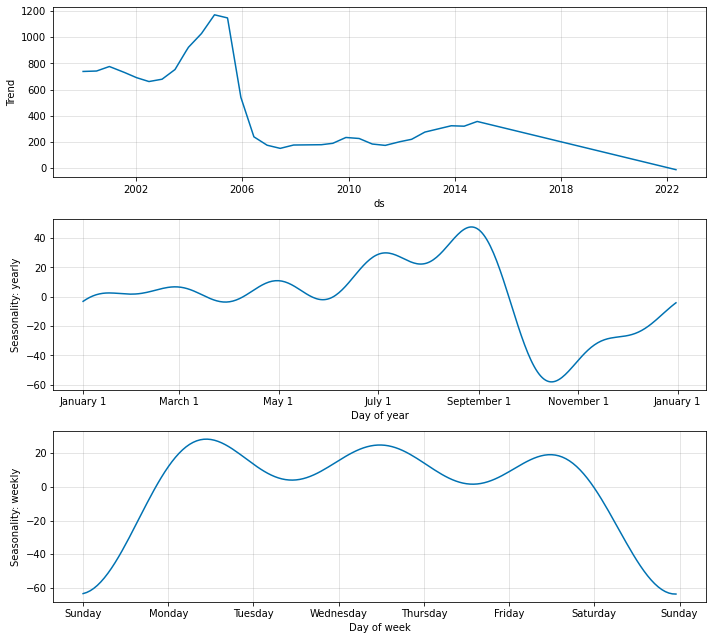 1200
1000
800
600
400
200
0
Trend
2002 2006 2010 2014 2018 2022
ds
40
20
0
−20
−40
−60
Seasonality: yearly
January 1 March 1 May 1 July 1 September 1 November 1 January 1
Day of year
20
0
−20
−40
−60
Seasonality: weekly
Sunday Monday Tuesday Wednesday Thursday Friday Saturday Sunday
Day of week